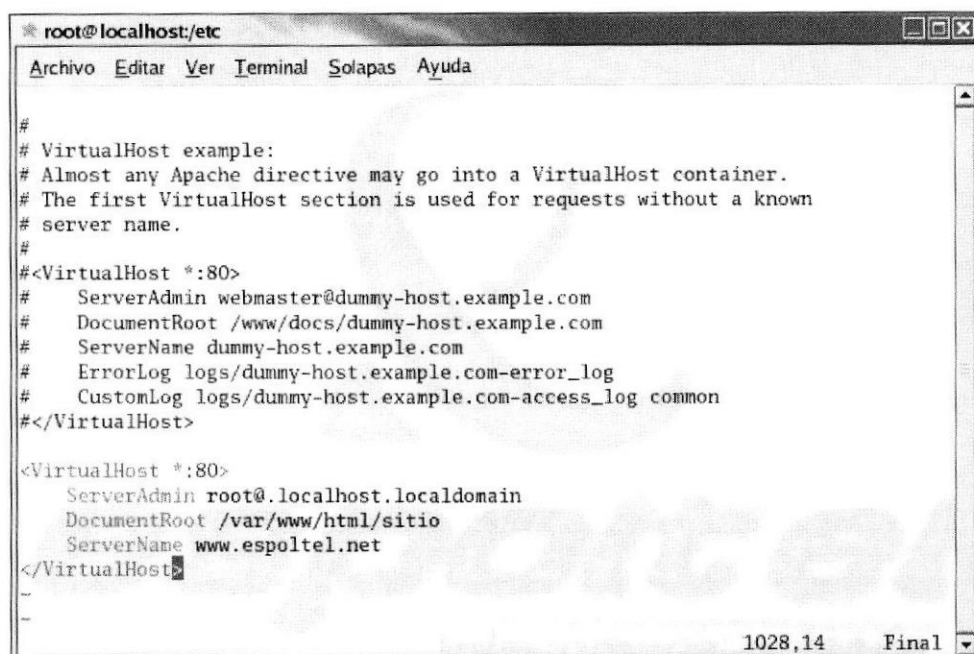 root@localhost:/etc
Archivo Editar Ver Terminal Solapas Ayuda
#
# VirtualHost example:
# Almost any Apache directive may go into a VirtualHost container.
# The first VirtualHost section is used for requests without a known
# server name.
#
#<VirtualHost *:80>
#    ServerAdmin webmaster@dummy-host.example.com
#    DocumentRoot /www/docs/dummy-host.example.com
#    ServerName dummy-host.example.com
#    ErrorLog logs/dummy-host.example.com-error_log
#    CustomLog logs/dummy-host.example.com-access_log common
#</VirtualHost>
<VirtualHost *:80>
    ServerAdmin root@.localhost.localdomain
    DocumentRoot /var/www/html/sitio
    ServerName www.espoltel.net
</VirtualHost>
~
~
1028,14 Final